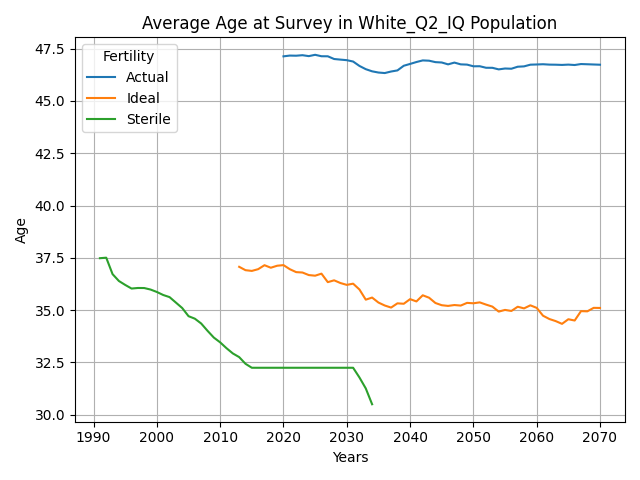 Average Age at Survey in White_Q2_IQ Population
Fertility
Actual
Ideal
Sterile
47.5
45.0
42.5
40.0
37.5
35.0
32.5
30.0
Age
1990 2000 2010 2020 2030 2040 2050 2060 2070
Years